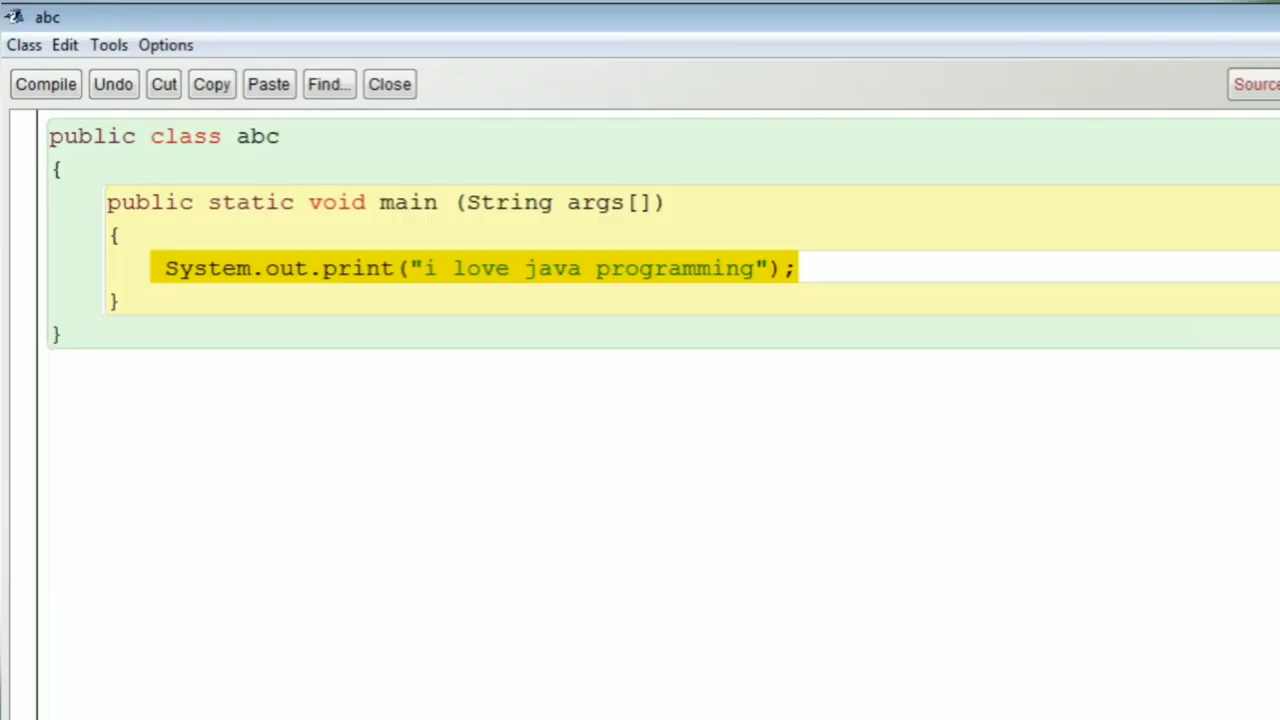 abc
Class Edit Tools Options
Compile Undo Cut Copy Paste Find... Close Source
public class abc
{
public static void main (String args[])
{
System.out.print("i love java programming");
}
}